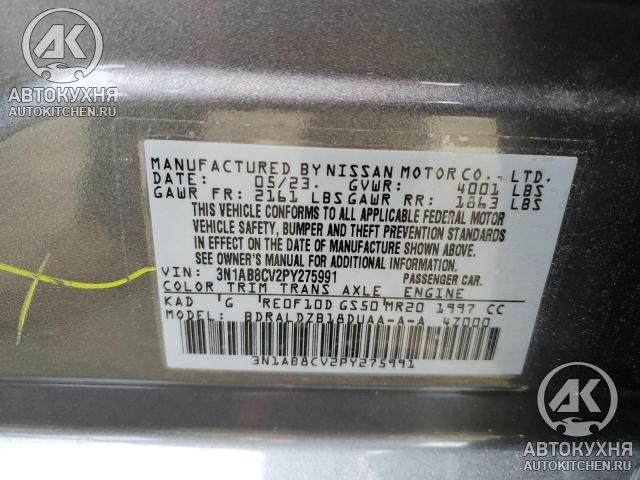 AK
АВТОКУХНЯ
AUTOKITCHEN.RU
MANUFACTURED BY NISSAN MOTOR CO., LTD.
DATE: 05/23. GVWR: 4001 LBS
GAWR FR: 2161 LBS GAWR RR: 1863 LBS
THIS VEHICLE CONFORMS TO ALL APPLICABLE FEDERAL MOTOR
VEHICLE SAFETY, BUMPER AND THEFT PREVENTION STANDARDS
IN EFFECT ON THE DATE OF MANUFACTURE SHOWN ABOVE.
SEE OWNER'S MANUAL FOR ADDITIONAL INFORMATION.
VIN: 3N1AB8CV2PY275991 PASSENGER CAR.
COLOR TRIM TRANS AXLE ENGINE
KAD G RE0F10D GS50 MR20 1997 CC
MODEL: BDRALDZB18DUAA-A-A 4Z000
3N1AB8CV2PY275991
AK
АВТОКУХНЯ
AUTOKITCHEN.RU